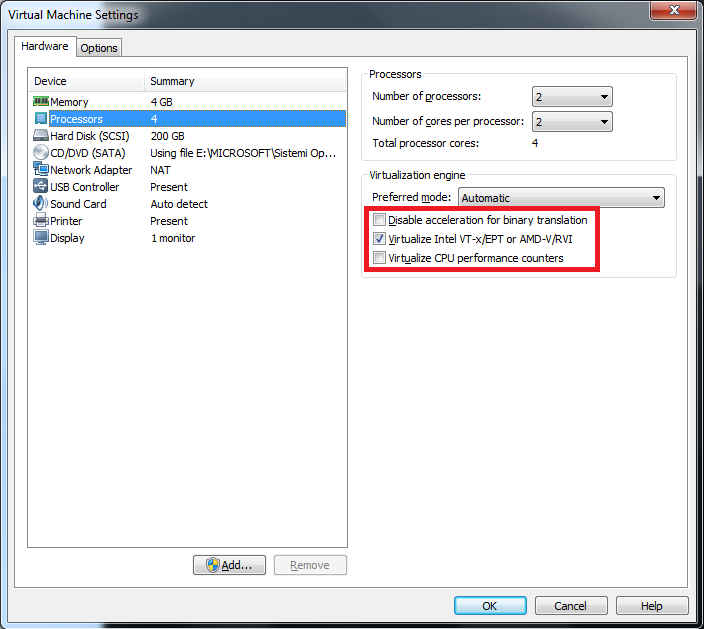 Virtual Machine Settings
Hardware
Options
Device Summary
Memory 4 GB
Processors 4
Hard Disk (SCSI) 200 GB
CD/DVD (SATA) Using file E:\MICROSOFT\Sistemi Op...
Network Adapter NAT
USB Controller Present
Sound Card Auto detect
Printer Present
Display 1 monitor
Add...
Remove
Processors
Number of processors: 2
Number of cores per processor: 2
Total processor cores: 4
Virtualization engine
Preferred mode: Automatic
Disable acceleration for binary translation
Virtualize Intel VT-x/EPT or AMD-V/RVI
Virtualize CPU performance counters
OK
Cancel
Help